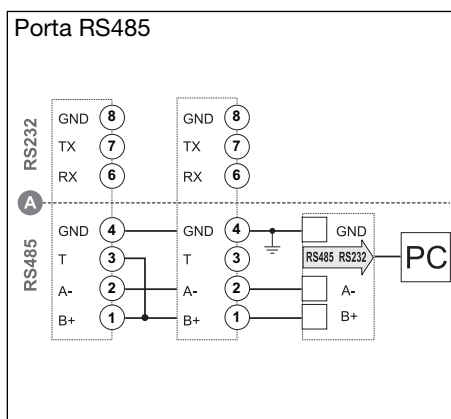 Porta RS485
RS232
GND 8 GND 8
TX 7 TX 7
RX 6 RX 6
A
RS485
GND 4 GND 4 GND
T 3 T 3 RS485 RS232 PC
A- 2 A- 2 A-
B+ 1 B+ 1 B+